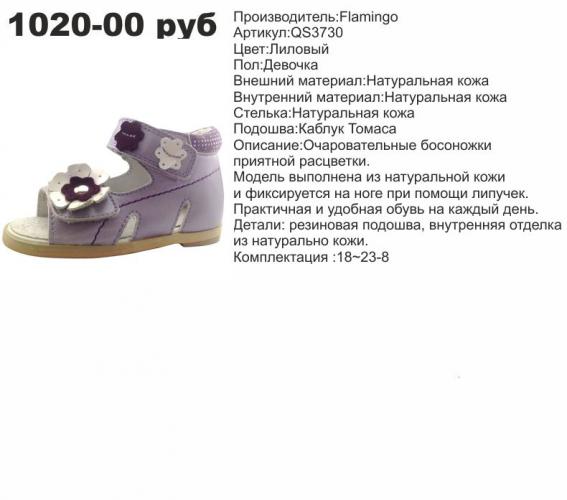 1020-00 руб
Производитель:Flamingo
Артикул:QS3730
Цвет:Лиловый
Пол:Девочка
Внешний материал:Натуральная кожа
Внутренний материал:Натуральная кожа
Стелька:Натуральная кожа
Подошва:Каблук Томаса
Описание:Очаровательные босоножки
приятной расцветки.
Модель выполнена из натуральной кожи
и фиксируется на ноге при помощи липучек.
Практичная и удобная обувь на каждый день.
Детали: резиновая подошва, внутренняя отделка
из натурально кожи.
Комплектация :18~23-8